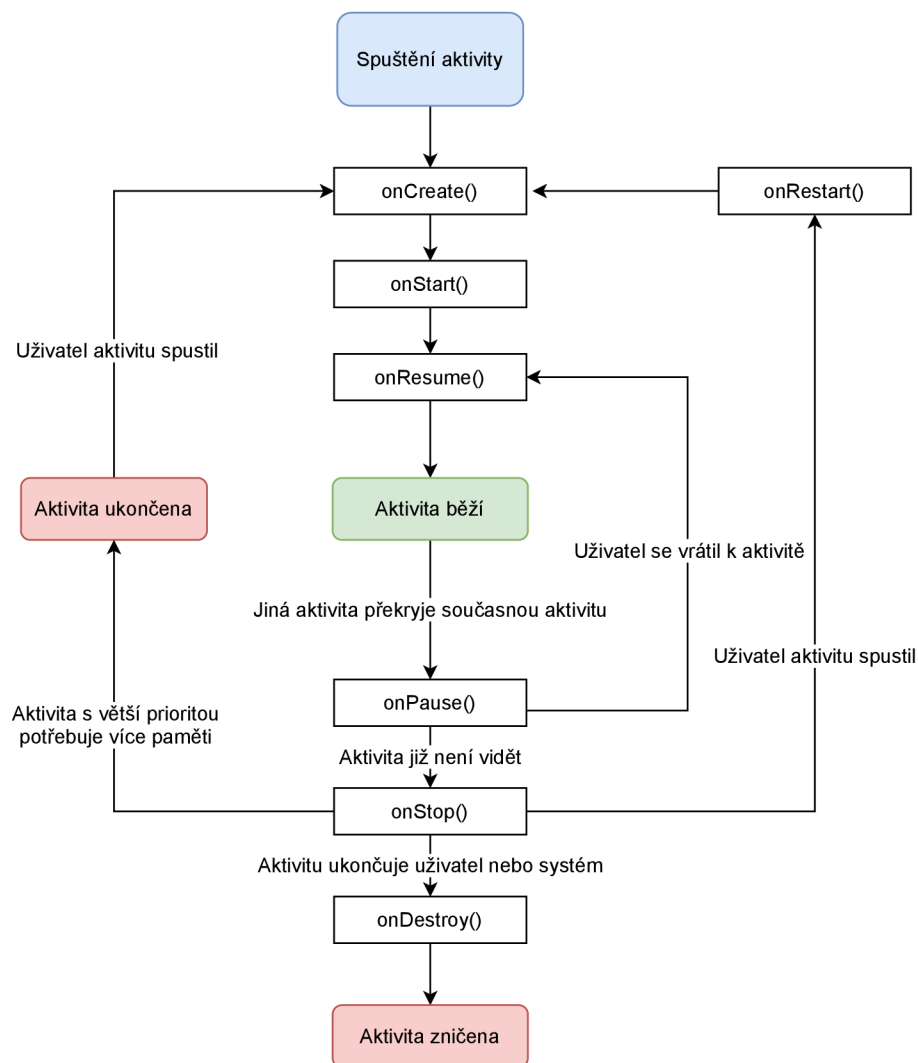 Spuštění aktivity
onCreate()
onRestart()
onStart()
Uživatel aktivitu spustil
onResume()
Aktivita ukončena
Aktivita běží
Uživatel se vrátil k aktivitě
Jiná aktivita překryje současnou aktivitu
Uživatel aktivitu spustil
Aktivita s větší prioritou
potřebuje více paměti
onPause()
Aktivita již není vidět
onStop()
Aktivitu ukončuje uživatel nebo systém
onDestroy()
Aktivita zničena